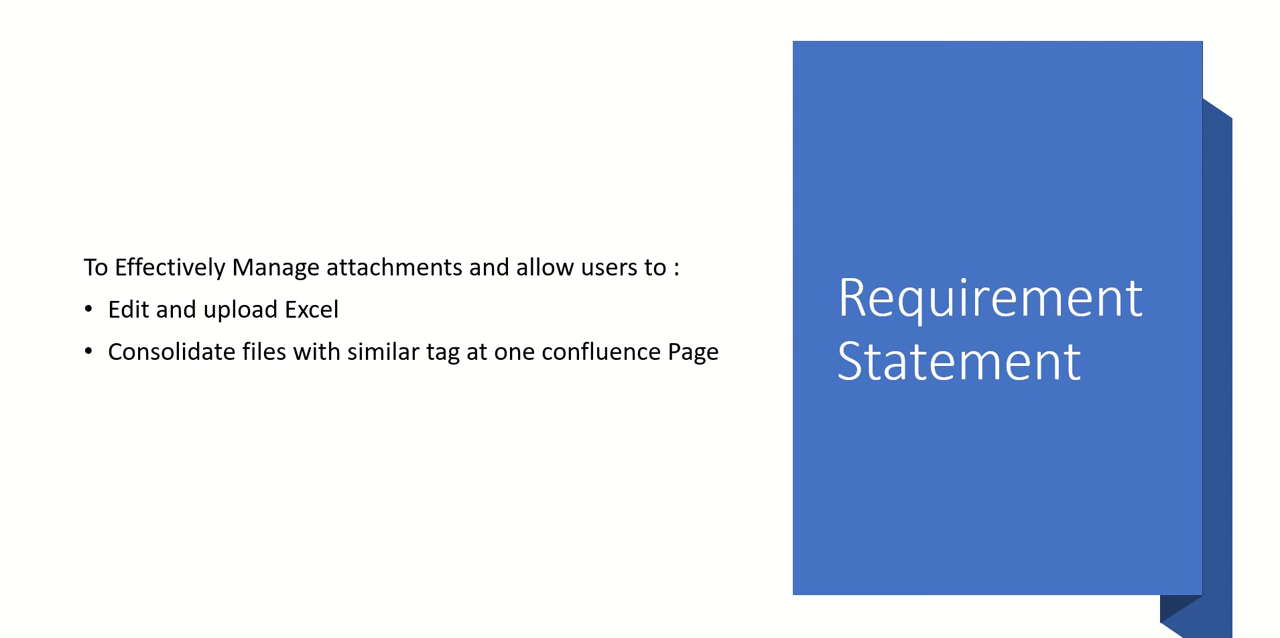 To Effectively Manage attachments and allow users to :
• Edit and upload Excel
• Consolidate files with similar tag at one confluence Page
Requirement
Statement